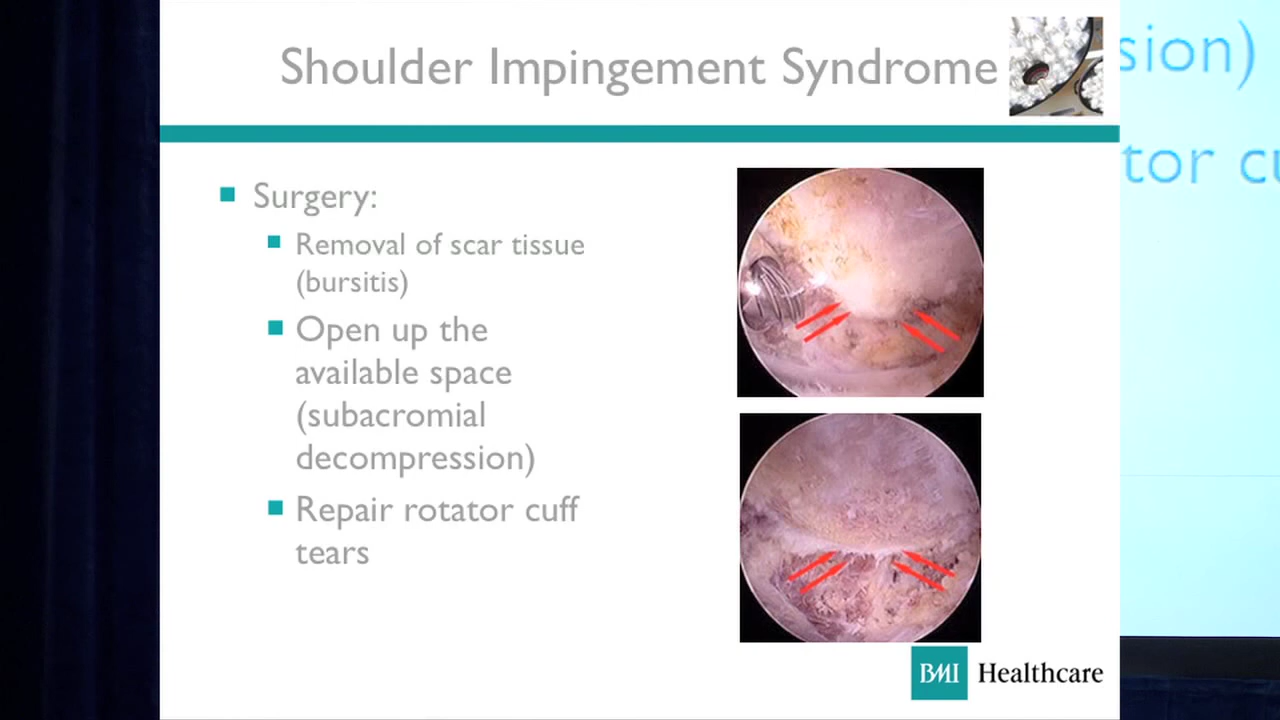 Shoulder Impingement Syndrome
Surgery:
Removal of scar tissue
(bursitis)
Open up the
available space
(subacromial
decompression)
Repair rotator cuff
tears
BMI Healthcare
sion)
tor cu